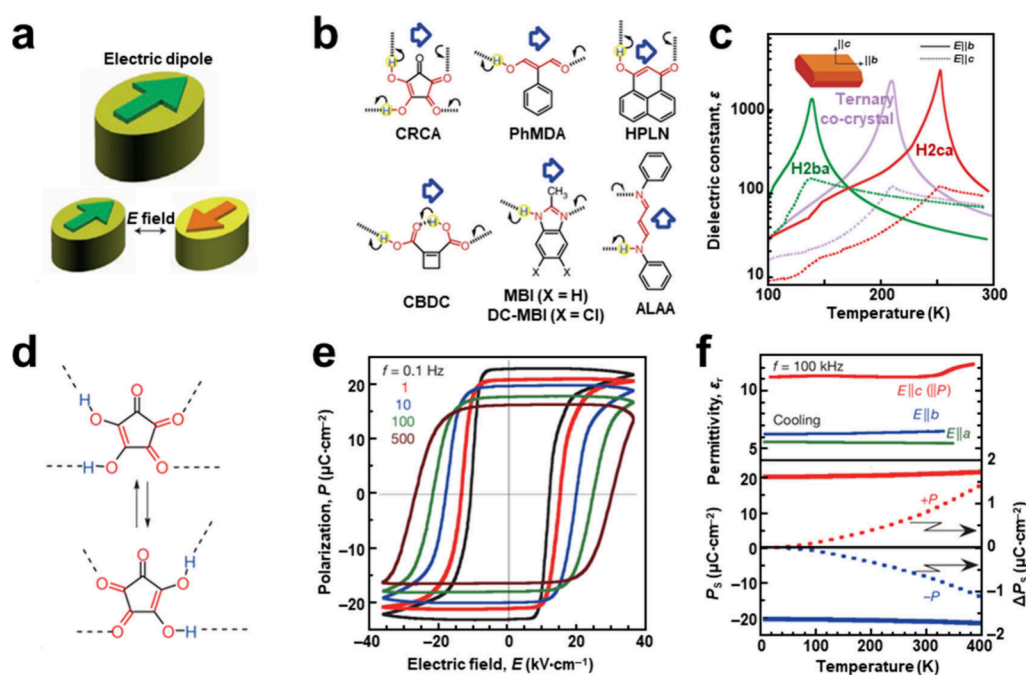 a
Electric dipole
E field
b
H
O
O
O
H
O
O
CRCA
H
O
O
PhMDA
H
O
O
HPLN
H
O
O
H
O
O
CBDC
CH₃
H
N
N
X
X
MBI (X = H)
DC-MBI (X = Cl)
N
H
N
ALAA
c
||c
||b
E||b
E||c
Ternary
co-crystal
H2ca
H2ba
1000
100
10
Dielectric constant, ε
100
200
300
Temperature (K)
d
H
O
O
O
O
H
O
O
O
O
H
O
O
H
e
f = 0.1 Hz
1
10
100
500
20
10
0
−10
−20
Polarization, P (μC·cm⁻²)
−40
−20
0
20
40
Electric field, E (kV·cm⁻¹)
f
f = 100 kHz
E||c (||P)
Cooling
E||b
E||a
10
5
Permittivity, εr
20
10
0
−10
−20
PS (μC·cm⁻²)
+P
−P
2
1
0
−1
−2
ΔPS (μC·cm⁻²)
0
100
200
300
400
Temperature (K)